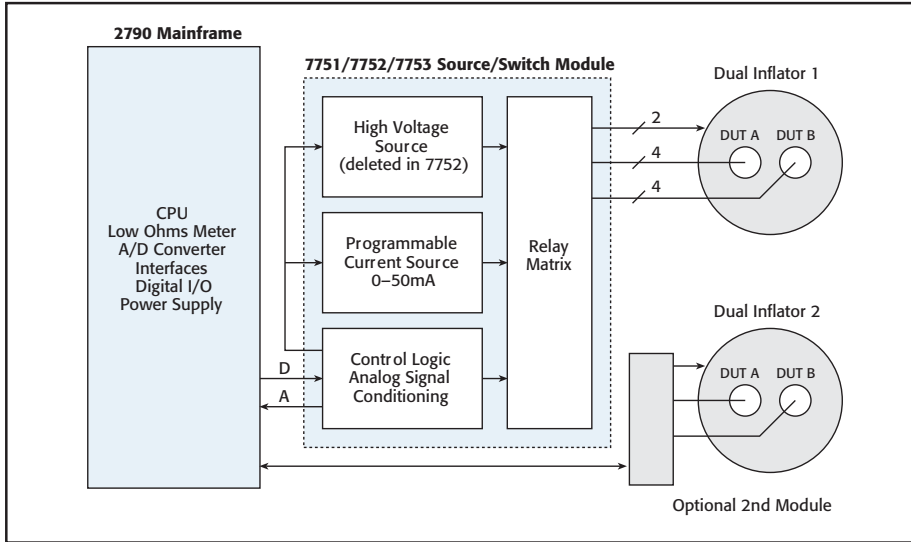 2790 Mainframe
7751/7752/7753 Source/Switch Module
CPU
Low Ohms Meter
A/D Converter
Interfaces
Digital I/O
Power Supply
D
A
High Voltage
Source
(deleted in 7752)
Programmable
Current Source
0–50mA
Control Logic
Analog Signal
Conditioning
Relay
Matrix
2
4
4
Dual Inflator 1
DUT A
DUT B
Dual Inflator 2
DUT A
DUT B
Optional 2nd Module